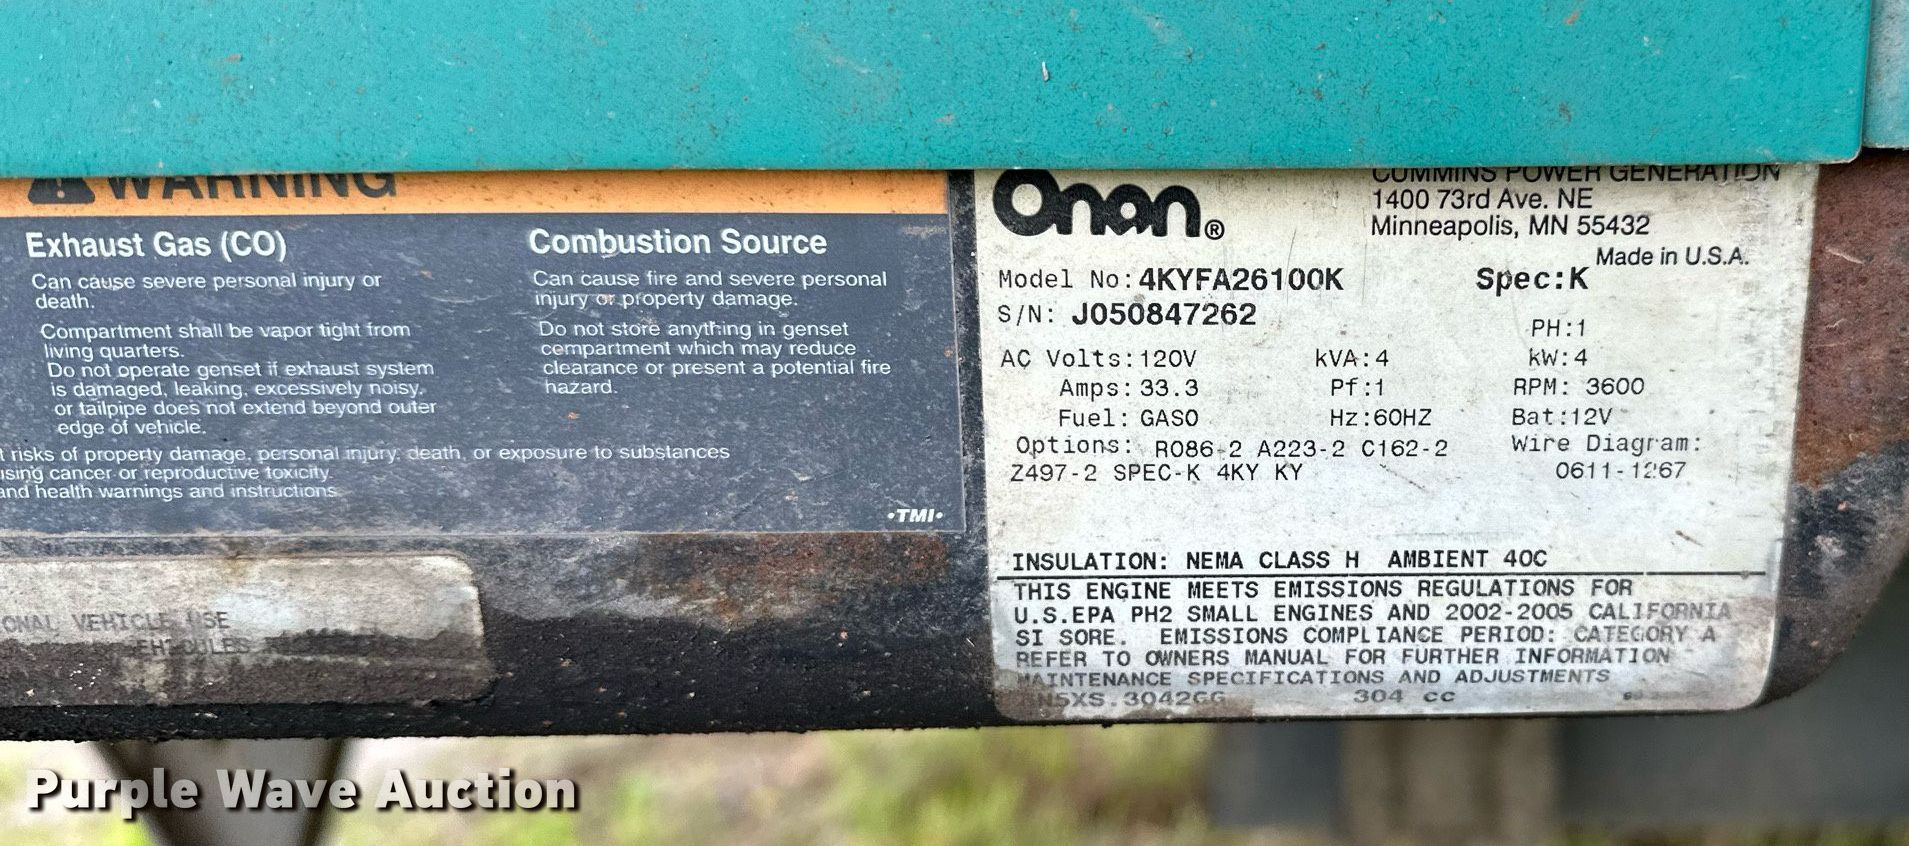 WARNING
Exhaust Gas (CO)
Can cause severe personal injury or
death.
Compartment shall be vapor tight from
living quarters.
Do not operate genset if exhaust system
is damaged, leaking, excessively noisy,
or tailpipe does not extend beyond outer
edge of vehicle.
Combustion Source
Can cause fire and severe personal
injury or property damage.
Do not store anything in genset
compartment which may reduce
clearance or present a potential fire
hazard.
risks of property damage, personal injury, death, or exposure to substances
cancer or reproductive toxicity.
and health warnings and instructions
•TMI•
VEHICLE USE
Onan®
CUMMINS POWER GENERATION
1400 73rd Ave. NE
Minneapolis, MN 55432
Made in U.S.A.
Model No: 4KYFA26100K Spec:K
S/N: J050847262
PH:1
AC Volts: 120V kVA:4 kW:4
Amps: 33.3 Pf:1 RPM: 3600
Fuel: GASO Hz:60HZ Bat:12V
Options: R086-2 A223-2 C162-2 Wire Diagram:
Z497-2 SPEC-K 4KY KY 0611-1267
INSULATION: NEMA CLASS H AMBIENT 40C
THIS ENGINE MEETS EMISSIONS REGULATIONS FOR
U.S.EPA PH2 SMALL ENGINES AND 2002-2005 CALIFORNIA
SI SORE. EMISSIONS COMPLIANCE PERIOD: CATEGORY A
REFER TO OWNERS MANUAL FOR FURTHER INFORMATION
MAINTENANCE SPECIFICATIONS AND ADJUSTMENTS
304 cc
Purple Wave Auction